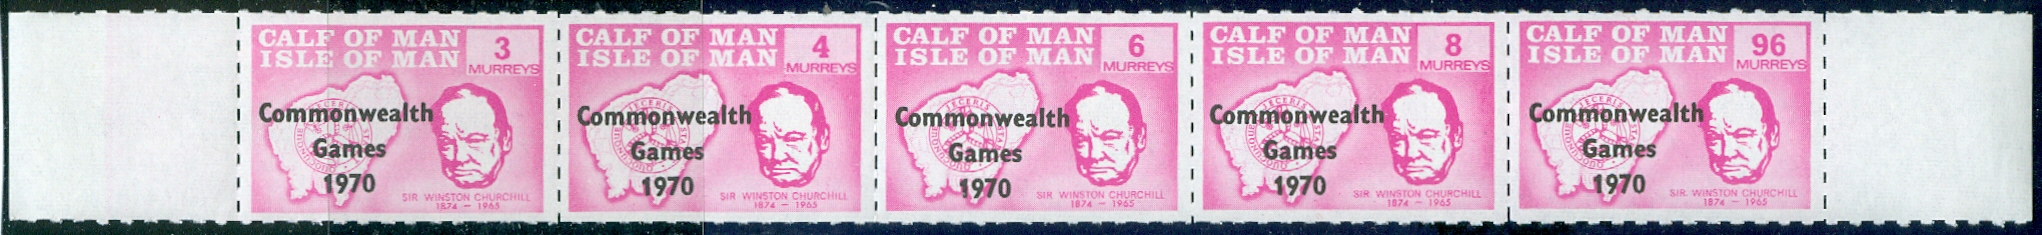 CALF OF MAN
ISLE OF MAN
3
MURREYS
Commonwealth
Games
1970
SIR WINSTON CHURCHILL
1874 – 1965
CALF OF MAN
ISLE OF MAN
4
MURREYS
Commonwealth
Games
1970
SIR WINSTON CHURCHILL
1874 – 1965
CALF OF MAN
ISLE OF MAN
6
MURREYS
Commonwealth
Games
1970
SIR WINSTON CHURCHILL
1874 – 1965
CALF OF MAN
ISLE OF MAN
8
MURREYS
Commonwealth
Games
1970
SIR WINSTON CHURCHILL
1874 – 1965
CALF OF MAN
ISLE OF MAN
96
MURREYS
Commonwealth
Games
1970
SIR WINSTON CHURCHILL
1874 – 1965